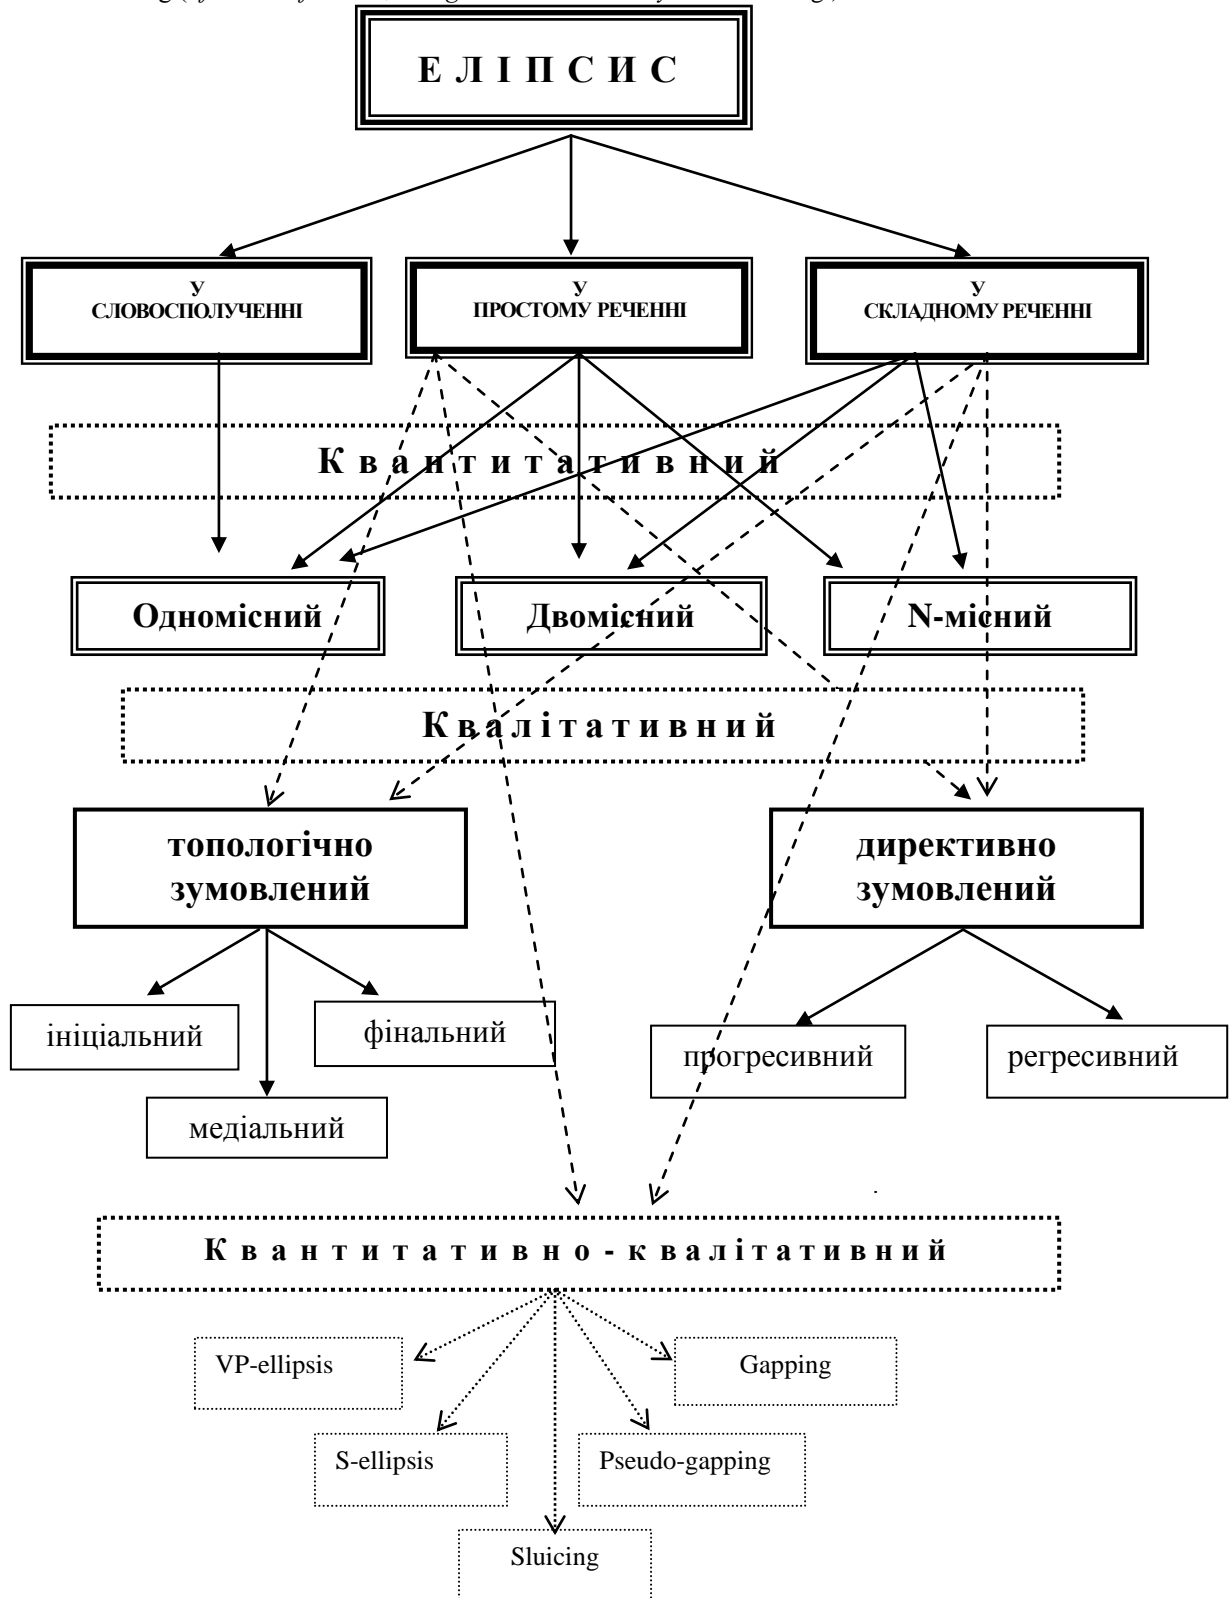 Е Л І П С И С
У
СЛОВОСПОЛУЧЕННІ
У
ПРОСТОМУ РЕЧЕННІ
У
СКЛАДНОМУ РЕЧЕННІ
К в а н т и т а т и в н и й
Одномісний
Двомісний
N-місний
К в а л і т а т и в н и й
топологічно
зумовлений
директивно
зумовлений
ініціальний
фінальний
медіальний
прогресивний
регресивний
К в а н т и т а т и в н о - к в а л і т а т и в н и й
VP-ellipsis
Gapping
S-ellipsis
Pseudo-gapping
Sluicing